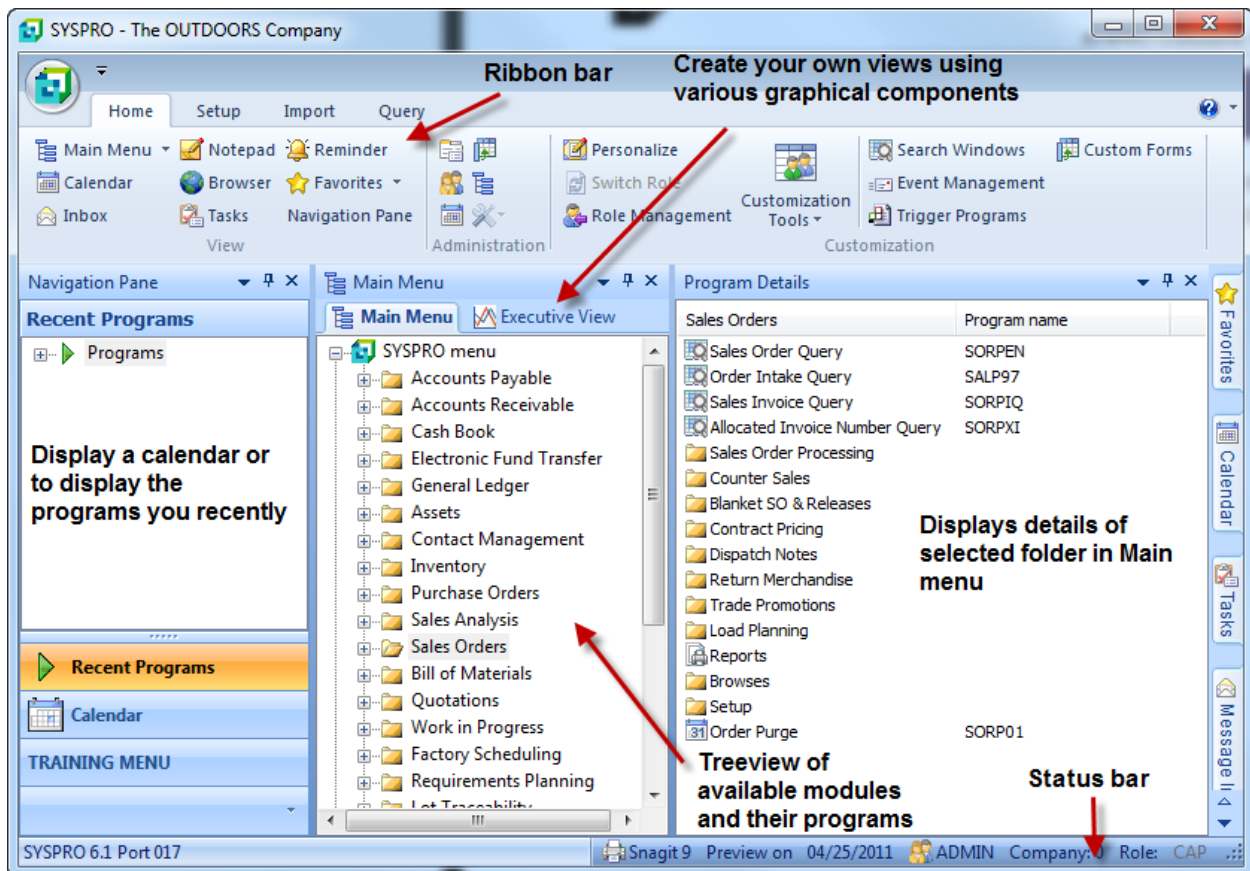 SYSPRO - The OUTDOORS Company
Ribbon bar
Create your own views using
various graphical components
Home Setup Import Query
Main Menu Notepad Reminder
Calendar Browser Favorites
Inbox Tasks Navigation Pane
View
Administration
Personalize
Switch Role
Role Management
Customization
Tools
Search Windows Custom Forms
Event Management
Trigger Programs
Customization
Navigation Pane
Recent Programs
Programs
Display a calendar or
to display the
programs you recently
Recent Programs
Calendar
TRAINING MENU
Main Menu
Main Menu Executive View
SYSPRO menu
Accounts Payable
Accounts Receivable
Cash Book
Electronic Fund Transfer
General Ledger
Assets
Contact Management
Inventory
Purchase Orders
Sales Analysis
Sales Orders
Bill of Materials
Quotations
Work in Progress
Factory Scheduling
Requirements Planning
Lot Traceability
Program Details
Sales Orders Program name
Sales Order Query SORPEN
Order Intake Query SALP97
Sales Invoice Query SORPIQ
Allocated Invoice Number Query SORPXI
Sales Order Processing
Counter Sales
Blanket SO & Releases
Contract Pricing
Dispatch Notes
Return Merchandise
Trade Promotions
Load Planning
Reports
Browses
Setup
31 Order Purge SORP01
Displays details of
selected folder in Main
menu
Treeview of
available modules
and their programs
Status bar
Favorites
Calendar
Tasks
Message
SYSPRO 6.1 Port 017 Snagit 9 Preview on 04/25/2011 ADMIN Company: 0 Role: CAP